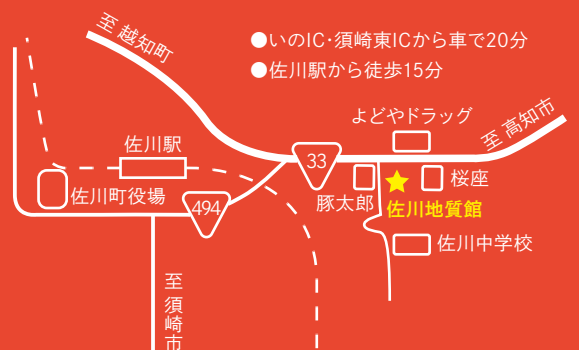 至 越知町
●いのIC・須崎東ICから車で20分
●佐川駅から徒歩15分
よどやドラッグ
至 高知市
佐川駅
33
桜座
佐川町役場
494
豚太郎
佐川地質館
佐川中学校
至 須崎市